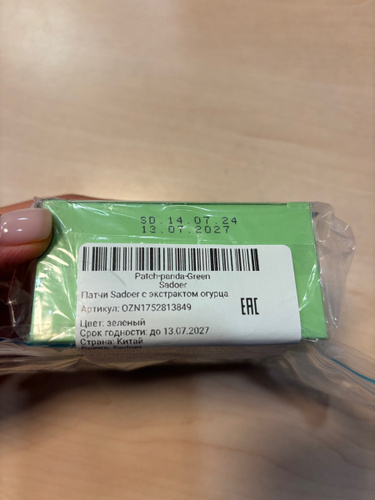 SD.14.07.24
13.07.2027
Patch-panda-Green
Sadoer
Патчи Sadoer с экстрактом огурца
Артикул: OZN1752813849
EAC
Цвет: зеленый
Срок годности: до 13.07.2027
Страна: Китай